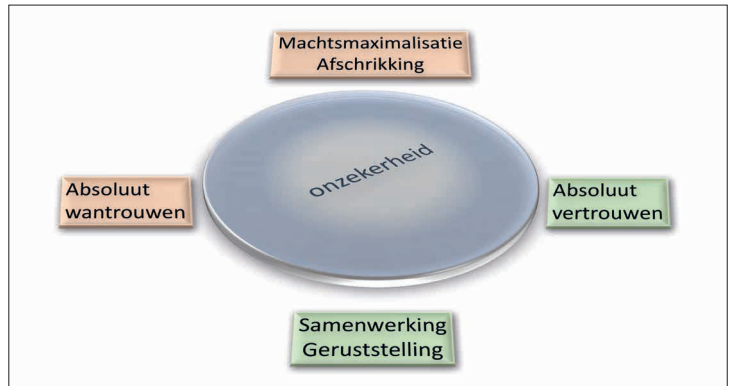 Machtsmaximalisatie
Afschrikking
onzekerheid
Absoluut
wantrouwen
Absoluut
vertrouwen
Samenwerking
Geruststelling